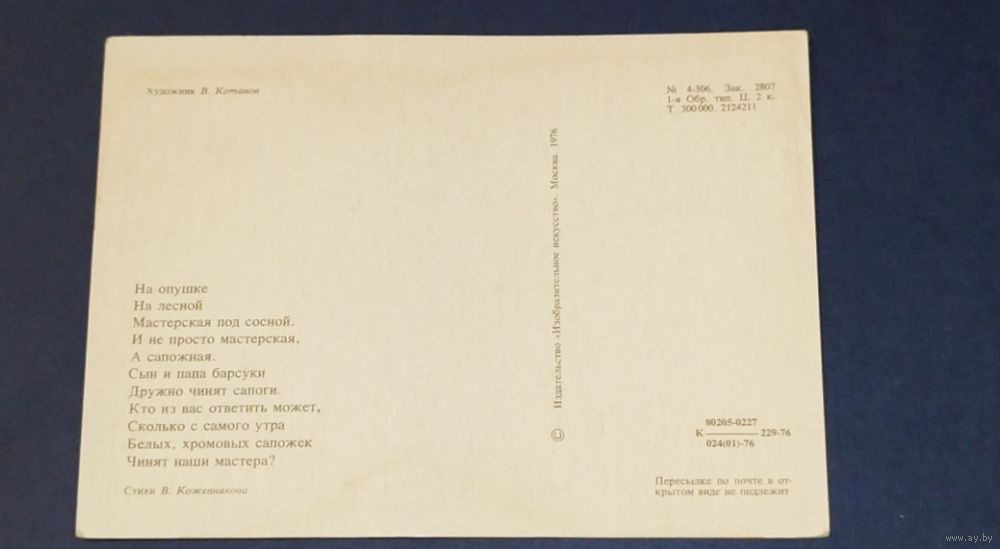 Художник В. Котанов
№ 4-306. Зак. 2807
1-я Обр. тип. Ц. 2 к.
Т. 300 000. 2124211
На опушке
На лесной
Мастерская под сосной.
И не просто мастерская,
А сапожная.
Сын и папа барсуки
Дружно чинят сапоги.
Кто из вас ответить может,
Сколько с самого утра
Белых, хромовых сапожек
Чинят наши мастера?
Стихи В. Кожевникова
© Издательство «Изобразительное искусство». Москва. 1976
80205-0227
К ――― 229-76
024(01)-76
Пересылке по почте в от-
крытом виде не подлежит
www.ay.by